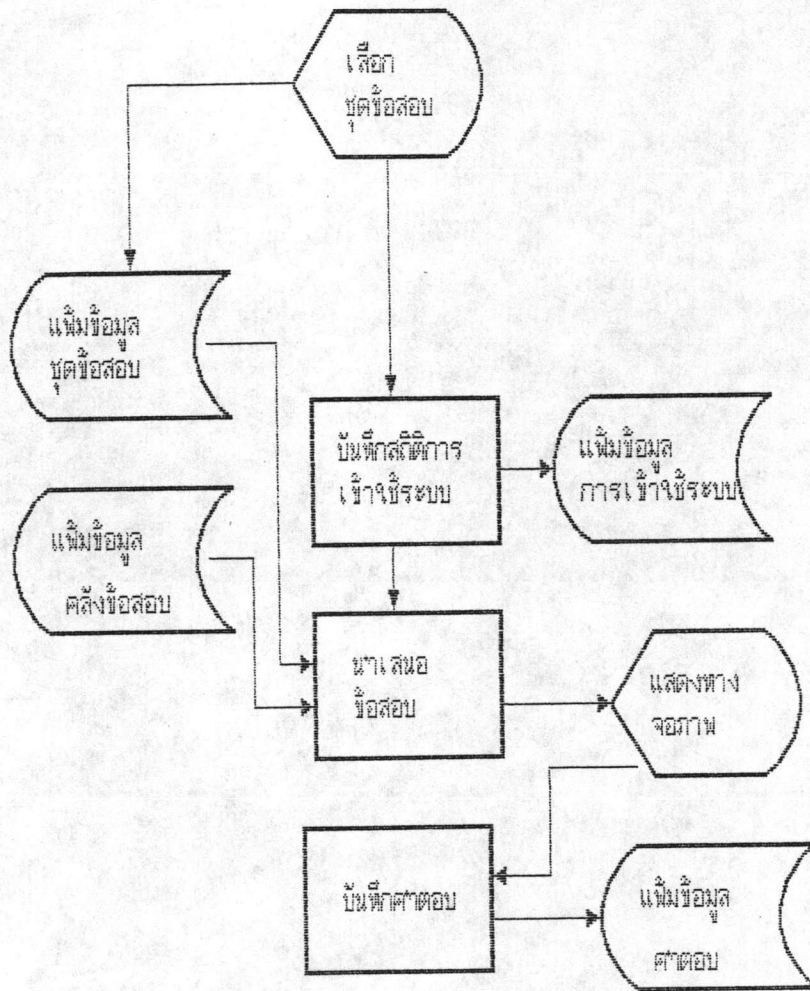 เลือก
ชุดข้อสอบ
แฟ้มข้อมูล
ชุดข้อสอบ
บันทึกสถิติการ
เข้าใช้ระบบ
แฟ้มข้อมูล
การเข้าใช้ระบบ
แฟ้มข้อมูล
คลังข้อสอบ
นำเสนอ
ข้อสอบ
แสดงทาง
จอภาพ
บันทึกคำตอบ
แฟ้มข้อมูล
คำตอบ